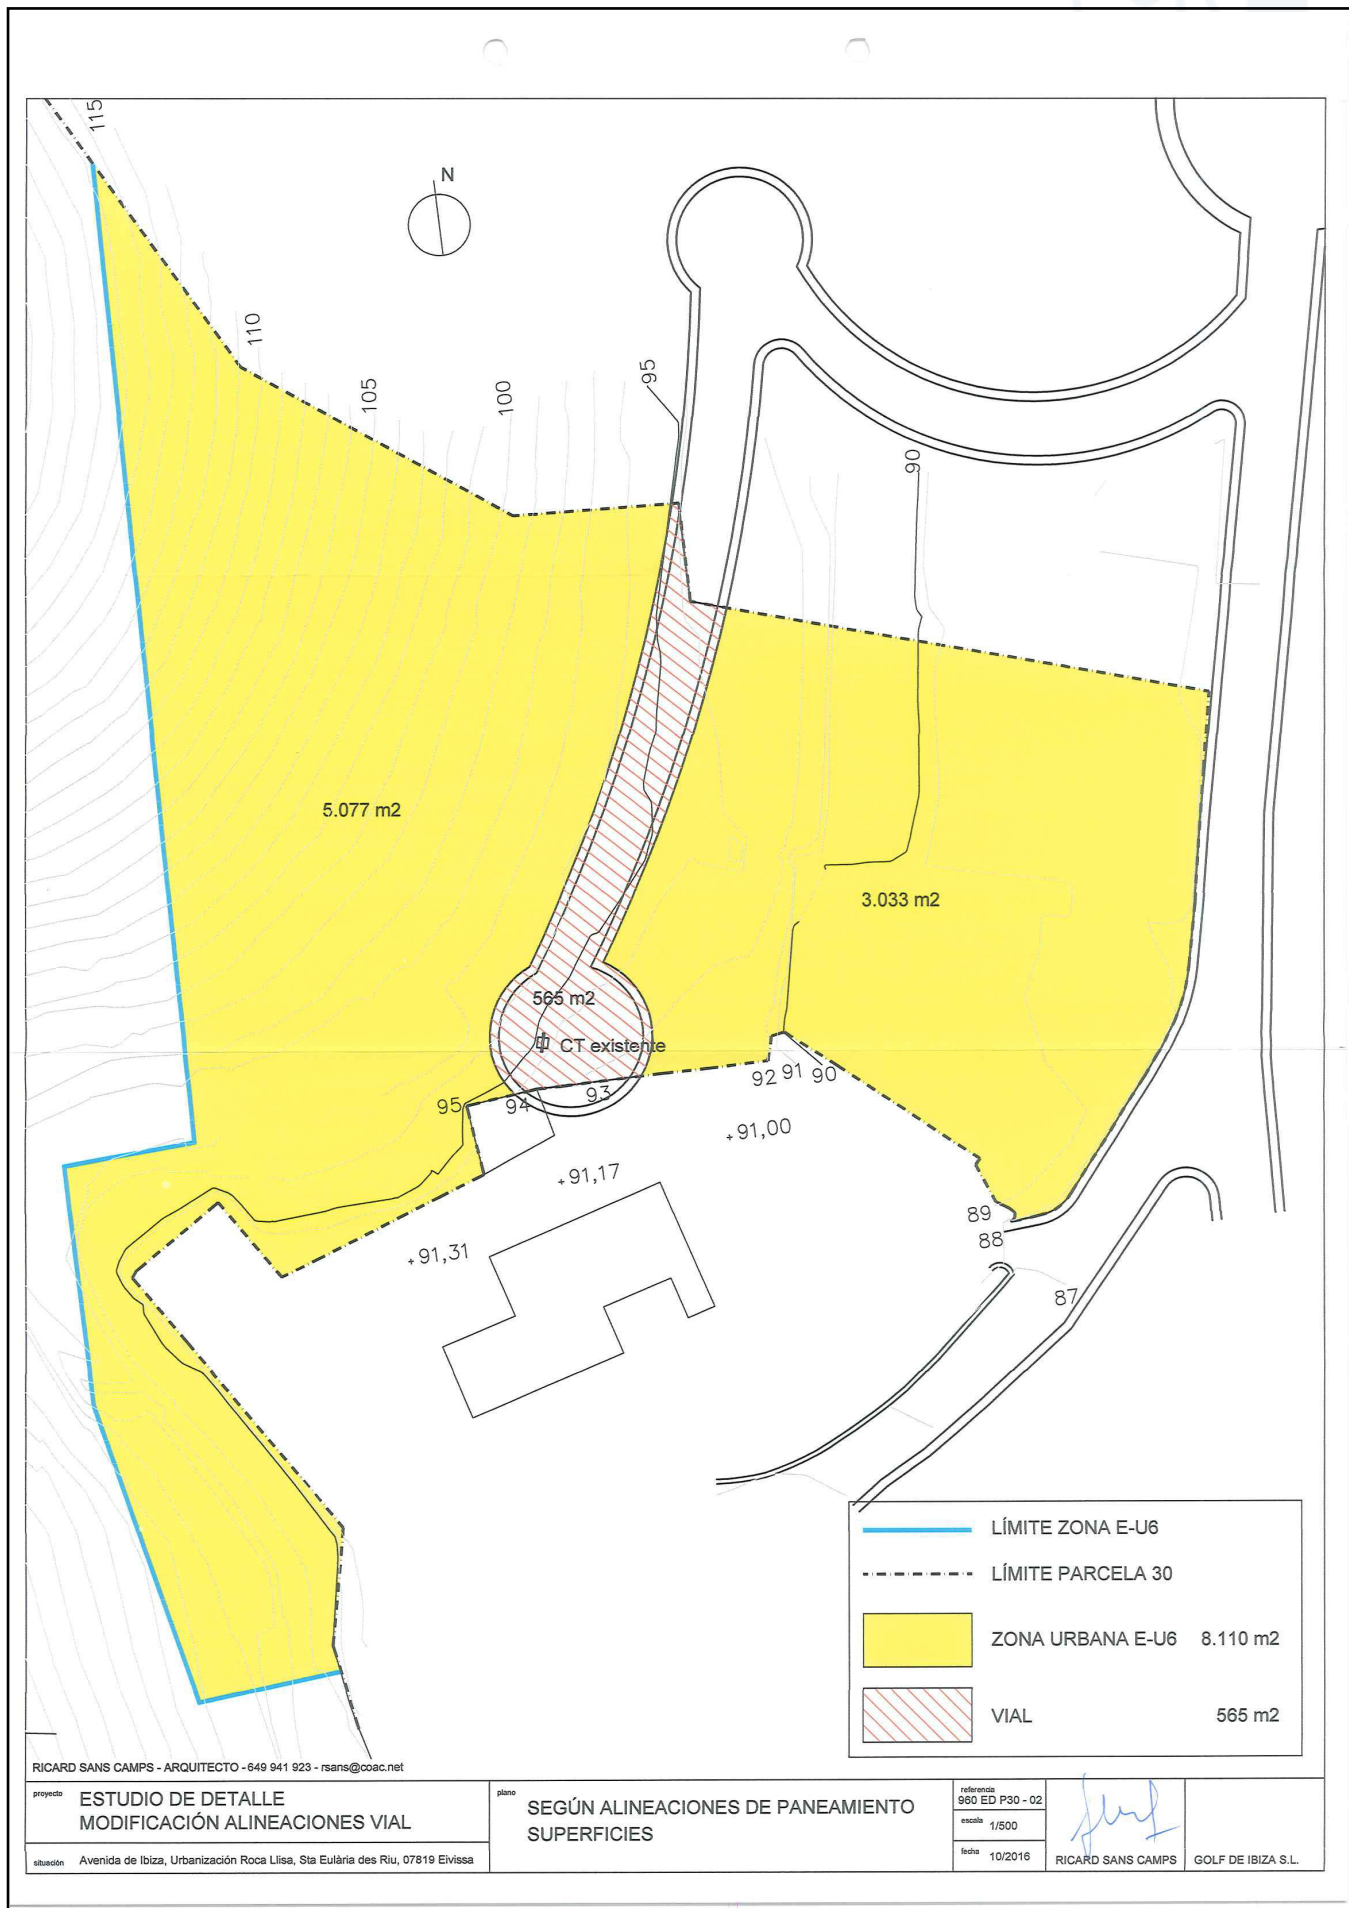 115
N
110
105
100
95
90
5.077 m2
3.033 m2
565 m2
CT existente
95
94
93
92
91
90
+91,00
+91,17
+91,31
89
88
87
LÍMITE ZONA E-U6
LÍMITE PARCELA 30
ZONA URBANA E-U6 8.110 m2
VIAL 565 m2
RICARD SANS CAMPS - ARQUITECTO - 649 941 923 - rsans@coac.net
proyecto ESTUDIO DE DETALLE
MODIFICACIÓN ALINEACIONES VIAL
situación Avenida de Ibiza, Urbanización Roca Llisa, Sta Eulària des Riu, 07819 Eivissa
plano SEGÚN ALINEACIONES DE PANEAMIENTO
SUPERFICIES
referencia
960 ED P30 - 02
escala 1/500
fecha 10/2016
RICARD SANS CAMPS
GOLF DE IBIZA S.L.